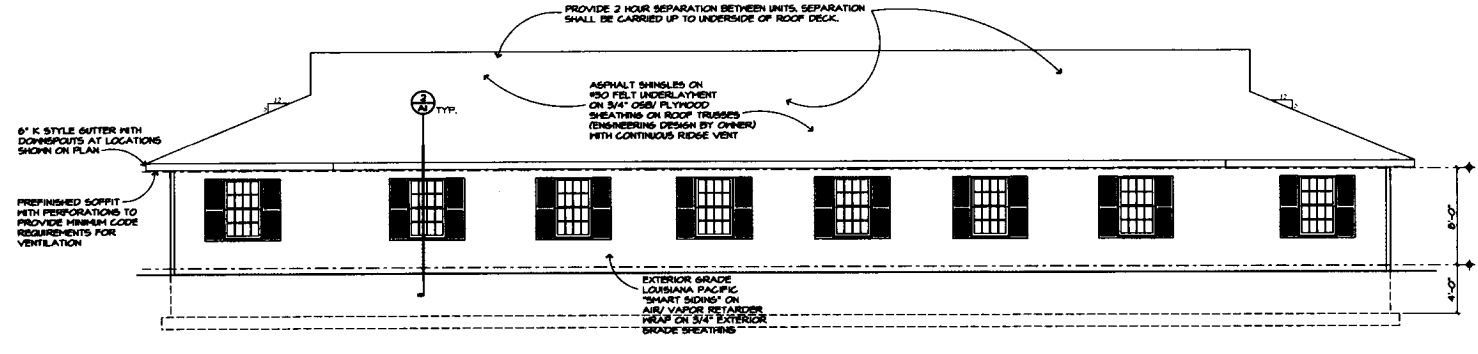 PROVIDE 2 HOUR SEPARATION BETWEEN UNITS. SEPARATION
SHALL BE CARRIED UP TO UNDERSIDE OF ROOF DECK.
ASPHALT SHINGLES ON
#30 FELT UNDERLAYMENT
ON 3/4" OSB/ PLYWOOD
SHEATHING ON ROOF TRUSSES
(ENGINEERING DESIGN BY OWNER)
WITH CONTINUOUS RIDGE VENT
12
12
2
A1
TYP.
6" K STYLE GUTTER WITH
DOWNSPOUTS AT LOCATIONS
SHOWN ON PLAN
PREFINISHED SOFFIT
WITH PERFORATIONS TO
PROVIDE MINIMUM CODE
REQUIREMENTS FOR
VENTILATION
8'-0"
4'-0"
EXTERIOR GRADE
LOUISIANA PACIFIC
"SMART SIDING" ON
AIR/ VAPOR RETARDER
WRAP ON 3/4" EXTERIOR
GRADE SHEATHING